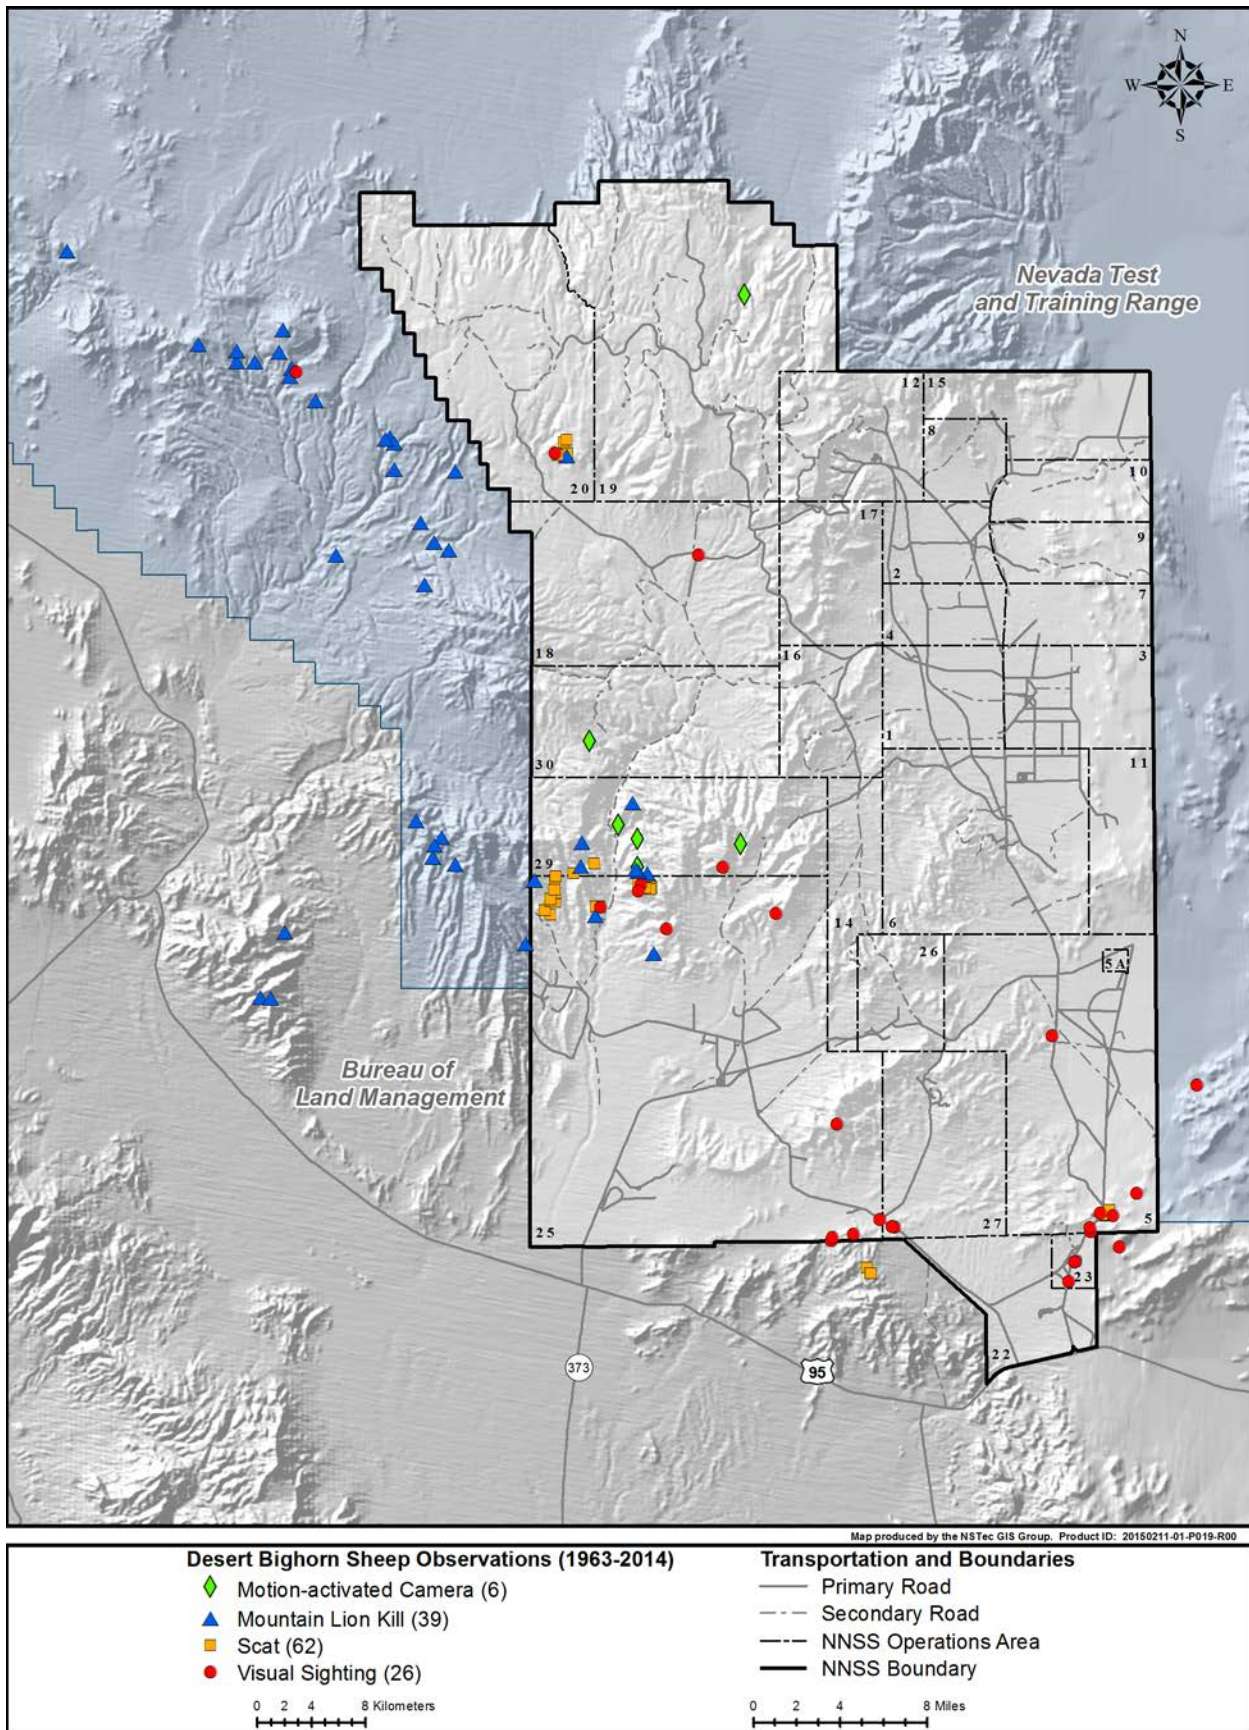 N
W E
S
Nevada Test
and Training Range
12 15
8
10
20 19
17
9
2
7
4
18
16
3
1
30
11
29
14
6
26
5 A
Bureau of
Land Management
25
27
5
23
22
373
95
Map produced by the NSTec GIS Group. Product ID: 20150211-01-P019-R00
Desert Bighorn Sheep Observations (1963-2014)
Motion-activated Camera (6)
Mountain Lion Kill (39)
Scat (62)
Visual Sighting (26)
0 2 4 8 Kilometers
Transportation and Boundaries
Primary Road
Secondary Road
NNSS Operations Area
NNSS Boundary
0 2 4 8 Miles